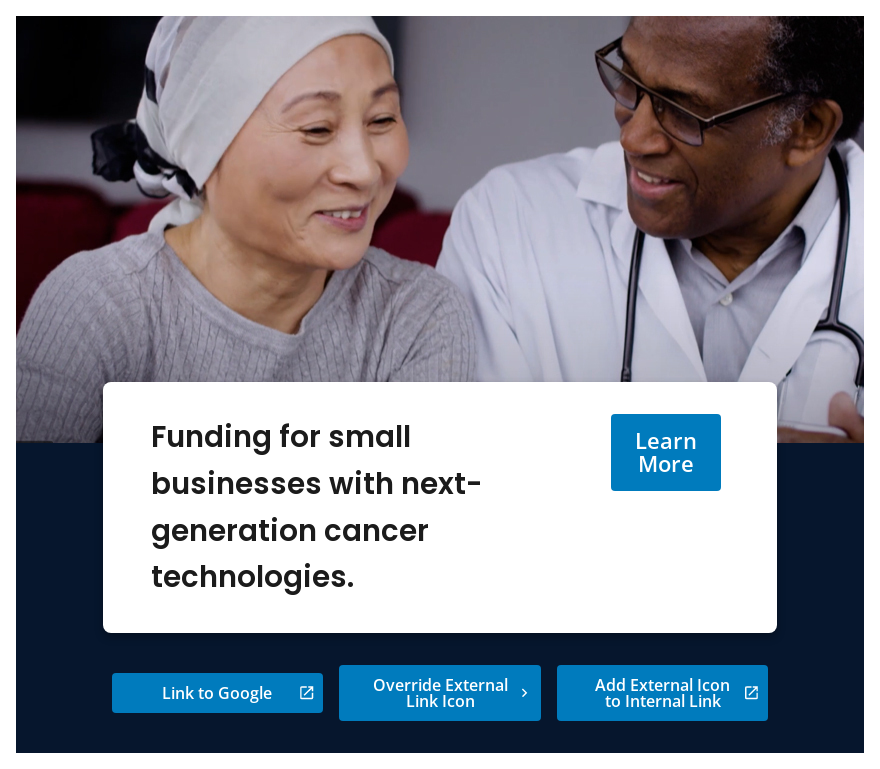 Funding for small
businesses with next-
generation cancer
technologies.
Learn
More
Link to Google
Override External
Link Icon
Add External Icon
to Internal Link